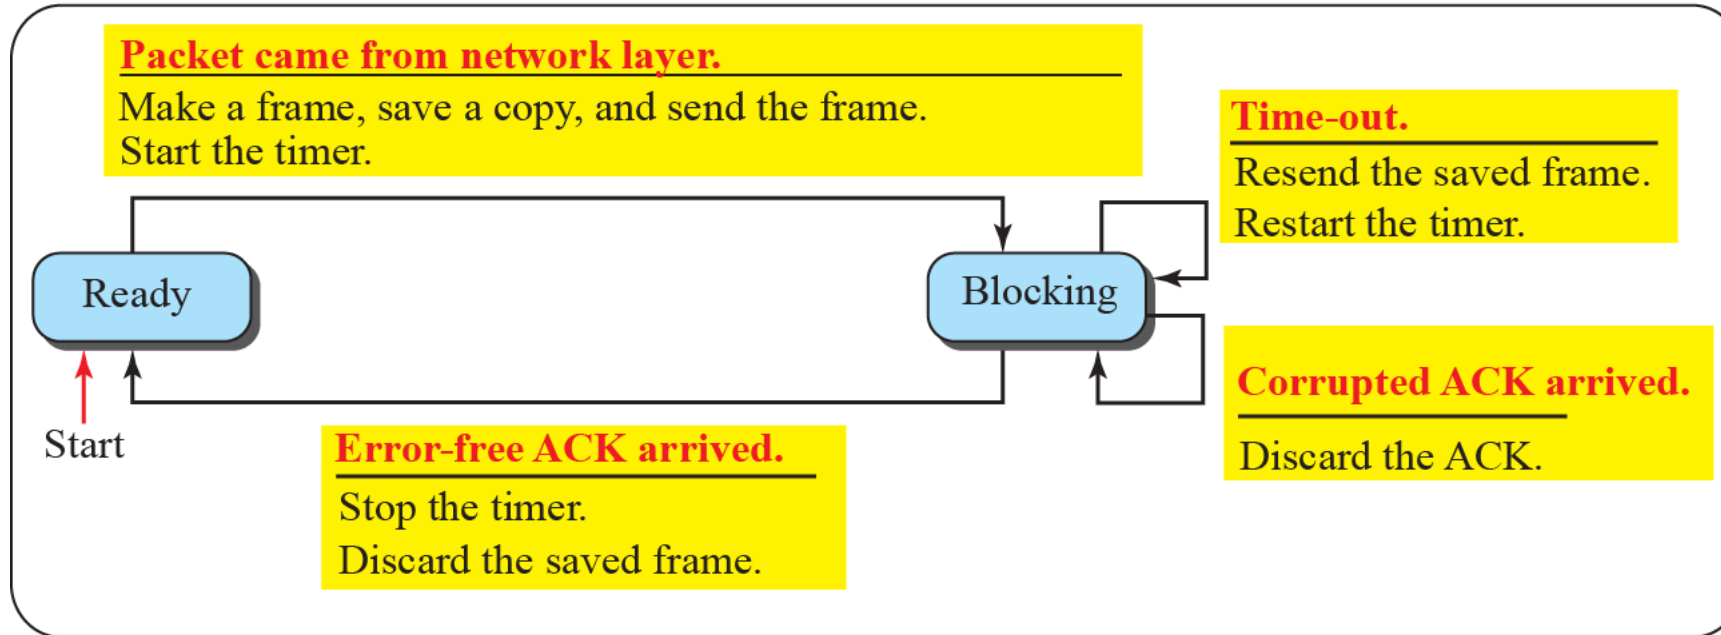 Packet came from network layer.
Make a frame, save a copy, and send the frame.
Start the timer.
Time-out.
Resend the saved frame.
Restart the timer.
Ready
Blocking
Start
Error-free ACK arrived.
Stop the timer.
Discard the saved frame.
Corrupted ACK arrived.
Discard the ACK.